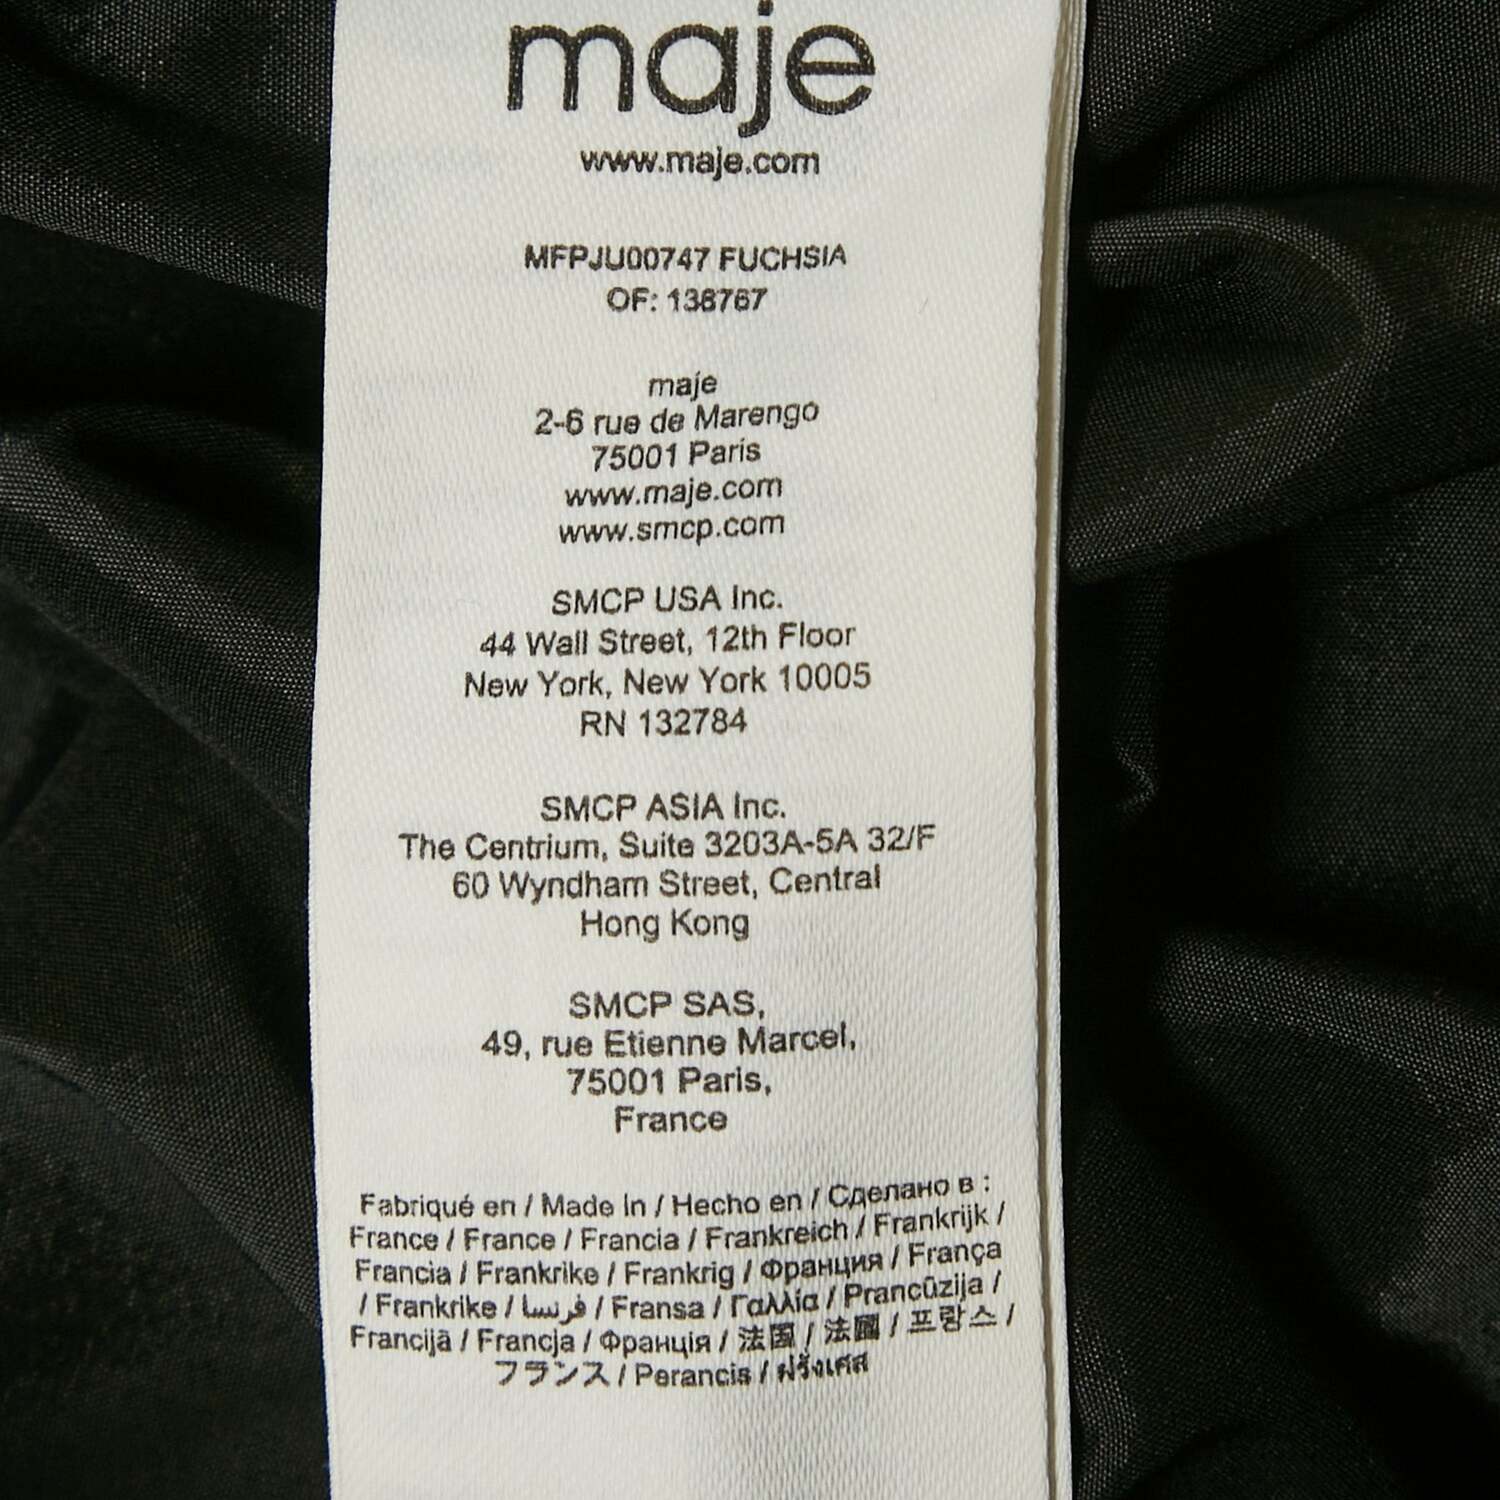 maje
www.maje.com
MFPJU00747 FUCHSIA
OF: 138767
maje
2-6 rue de Marengo
75001 Paris
www.maje.com
www.smcp.com
SMCP USA Inc.
44 Wall Street, 12th Floor
New York, New York 10005
RN 132784
SMCP ASIA Inc.
The Centrium, Suite 3203A-5A 32/F
60 Wyndham Street, Central
Hong Kong
SMCP SAS,
49, rue Etienne Marcel,
75001 Paris,
France
Fabriqué en / Made in / Hecho en / Сделано в :
France / France / Francia / Frankreich / Frankrijk /
Francia / Frankrike / Frankrig / Франция / França
/ Frankrike / فرنسا / Fransa / Γαλλία / Prancūzija /
Francijā / Francja / Франція / 法国 / 法國 / 프랑스 /
フランス / Perancis / ฝรั่งเศส